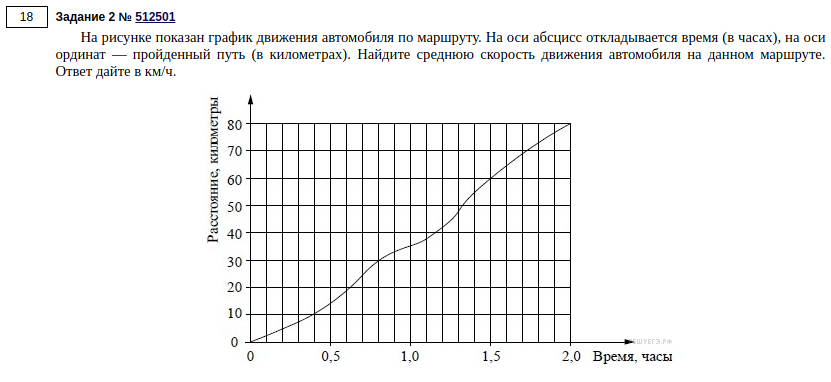 18
Задание 2 № 512501
На рисунке показан график движения автомобиля по маршруту. На оси абсцисс откладывается время (в часах), на оси
ординат — пройденный путь (в километрах). Найдите среднюю скорость движения автомобиля на данном маршруте.
Ответ дайте в км/ч.
Расстояние, километры
80
70
60
50
40
30
20
10
0
0 0,5 1,0 1,5 2,0 Время, часы